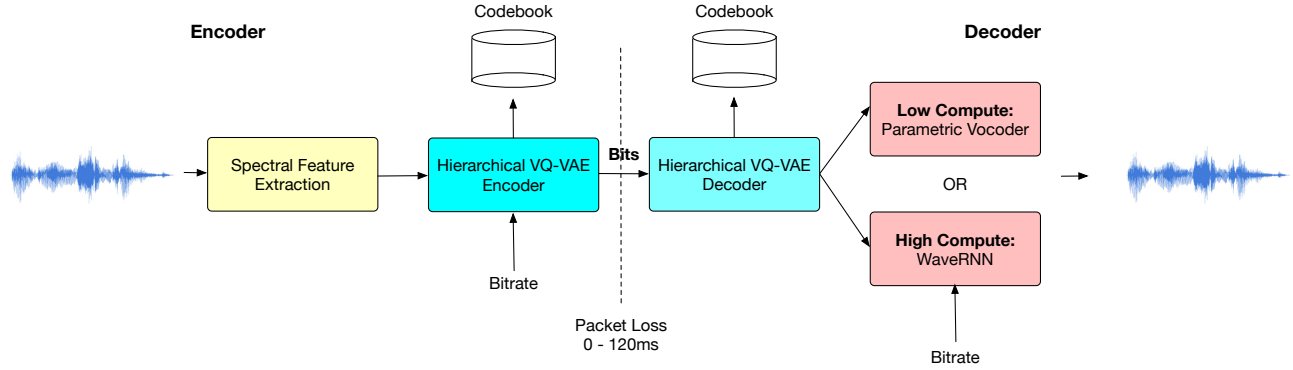 Encoder
Codebook
Codebook
Decoder
Spectral Feature
Extraction
Hierarchical VQ-VAE
Encoder
Bitrate
Bits
Packet Loss
0 - 120ms
Hierarchical VQ-VAE
Decoder
Low Compute:
Parametric Vocoder
OR
High Compute:
WaveRNN
Bitrate